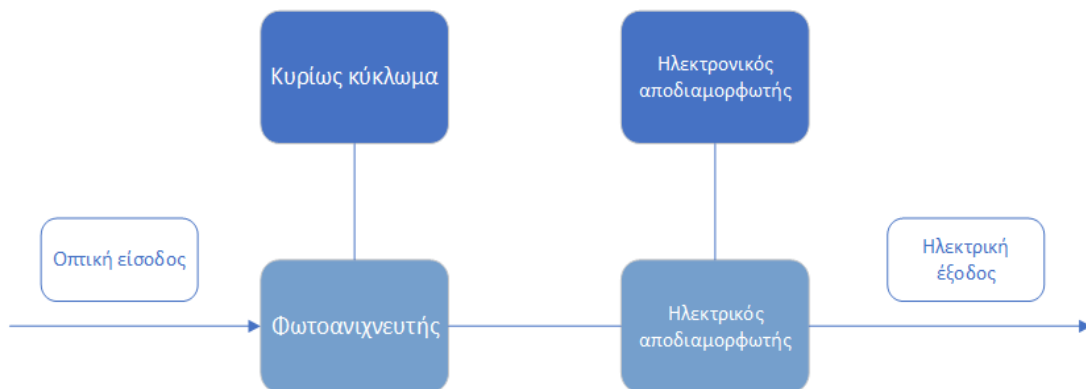 Κυρίως κύκλωμα
Ηλεκτρονικός
αποδιαμορφωτής
Οπτική είσοδος
Ηλεκτρική
έξοδος
Φωτοανιχνευτής
Ηλεκτρικός
αποδιαμορφωτής